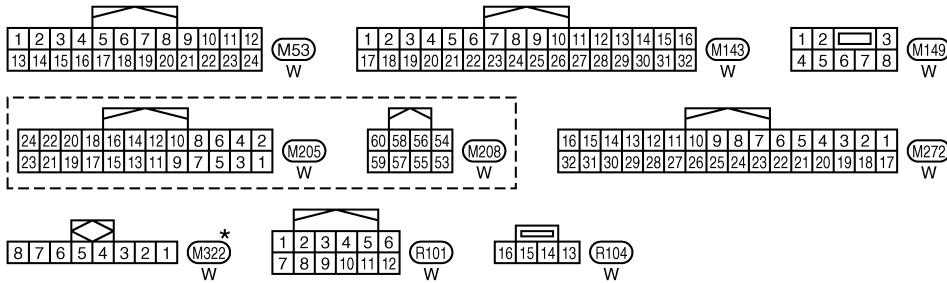 1 2 3 4 5 6 7 8 9 10 11 12
13 14 15 16 17 18 19 20 21 22 23 24
M53
W
1 2 3 4 5 6 7 8 9 10 11 12 13 14 15 16
17 18 19 20 21 22 23 24 25 26 27 28 29 30 31 32
M143
W
1 2 3
4 5 6 7 8
M149
W
24 22 20 18 16 14 12 10 8 6 4 2
23 21 19 17 15 13 11 9 7 5 3 1
M205
W
60 58 56 54
59 57 55 53
M208
W
16 15 14 13 12 11 10 9 8 7 6 5 4 3 2 1
32 31 30 29 28 27 26 25 24 23 22 21 20 19 18 17
M272
W
8 7 6 5 4 3 2 1
M322 *
W
1 2 3 4 5 6
7 8 9 10 11 12
R101
W
16 15 14 13
R104
W